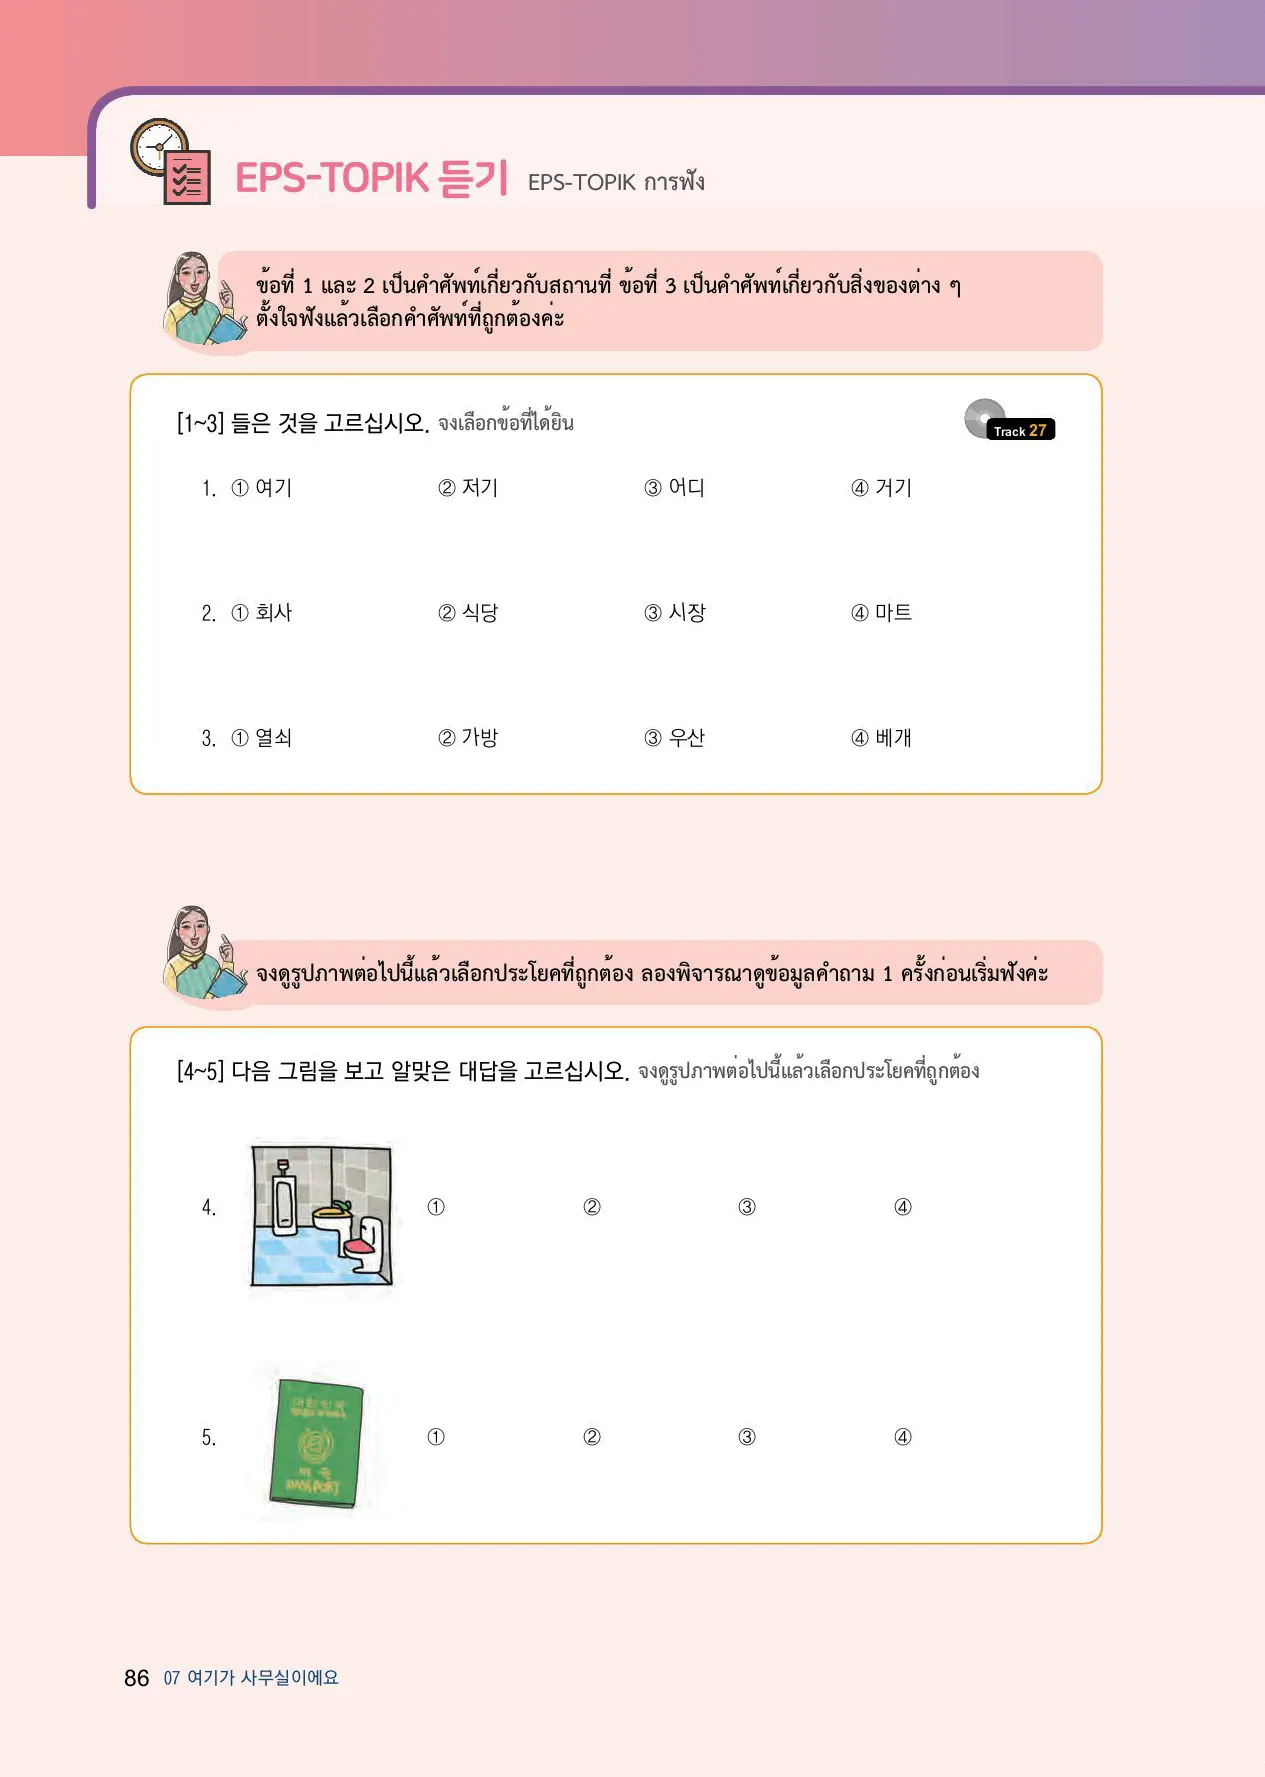 EPS-TOPIK 듣기 EPS-TOPIK การฟัง
ข้อที่ 1 และ 2 เป็นคำศัพท์เกี่ยวกับสถานที่ ข้อที่ 3 เป็นคำศัพท์เกี่ยวกับสิ่งของต่าง ๆ
ตั้งใจฟังแล้วเลือกคำศัพท์ที่ถูกต้องค่ะ
[1~3] 들은 것을 고르십시오. จงเลือกข้อที่ได้ยิน
Track 27
1. ① 여기 ② 저기 ③ 어디 ④ 거기
2. ① 회사 ② 식당 ③ 시장 ④ 마트
3. ① 열쇠 ② 가방 ③ 우산 ④ 베개
จงดูรูปภาพต่อไปนี้แล้วเลือกประโยคที่ถูกต้อง ลองพิจารณาดูข้อมูลคำถาม 1 ครั้งก่อนเริ่มฟังค่ะ
[4~5] 다음 그림을 보고 알맞은 대답을 고르십시오. จงดูรูปภาพต่อไปนี้แล้วเลือกประโยคที่ถูกต้อง
4. ① ② ③ ④
대한민국
5. ① ② ③ ④
PASSPORT
86 07 여기가 사무실이에요